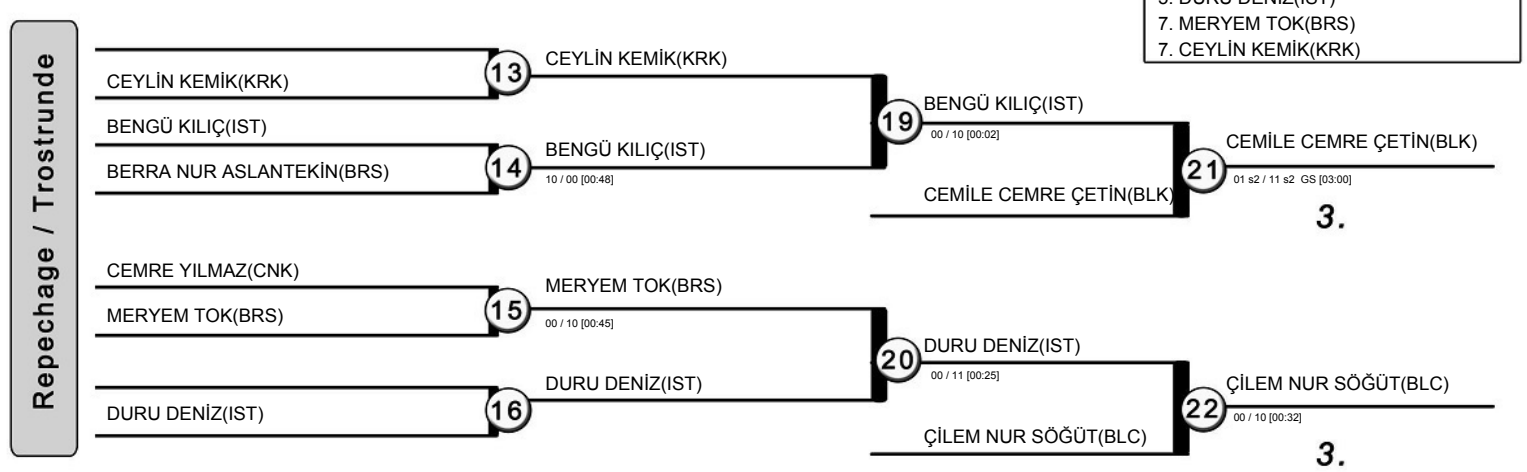 5. DURU DENİZ(IST)
7. MERYEM TOK(BRS)
7. CEYLİN KEMİK(KRK)
Repechage / Trostrunde
CEYLİN KEMİK(KRK)
13
CEYLİN KEMİK(KRK)
BENGÜ KILIÇ(IST)
BERRA NUR ASLANTEKİN(BRS)
14
BENGÜ KILIÇ(IST)
10 / 00 [00:48]
19
BENGÜ KILIÇ(IST)
00 / 10 [00:02]
CEMİLE CEMRE ÇETİN(BLK)
21
CEMİLE CEMRE ÇETİN(BLK)
01 s2 / 11 s2 GS [03:00]
3.
CEMRE YILMAZ(CNK)
MERYEM TOK(BRS)
15
MERYEM TOK(BRS)
00 / 10 [00:45]
DURU DENİZ(IST)
16
DURU DENİZ(IST)
20
DURU DENİZ(IST)
00 / 11 [00:25]
ÇİLEM NUR SÖĞÜT(BLC)
22
ÇİLEM NUR SÖĞÜT(BLC)
00 / 10 [00:32]
3.